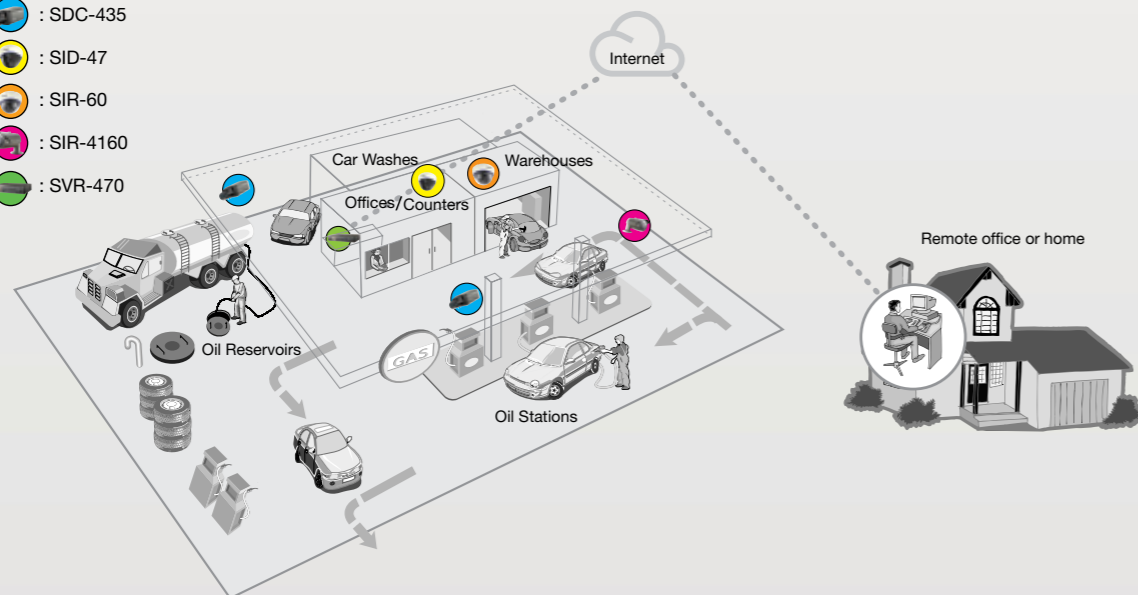 : SDC-435
: SID-47
: SIR-60
: SIR-4160
: SVR-470
Internet
Car Washes
Warehouses
Offices/Counters
Remote office or home
Oil Reservoirs
GAS!
Oil Stations